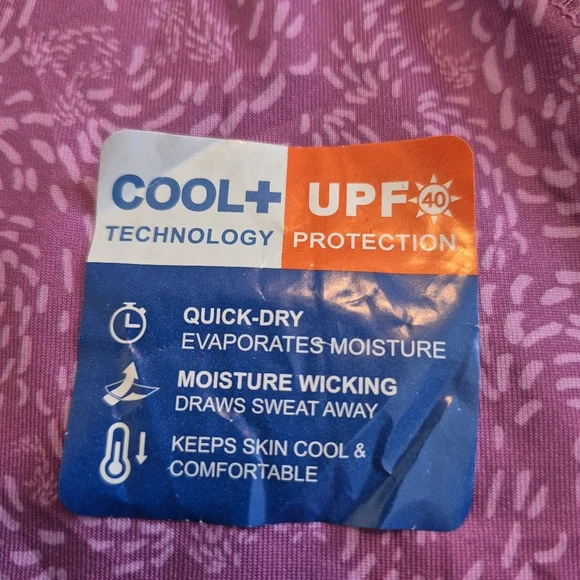 COOL+ UPF 40
TECHNOLOGY PROTECTION
QUICK-DRY
EVAPORATES MOISTURE
MOISTURE WICKING
DRAWS SWEAT AWAY
KEEPS SKIN COOL &
COMFORTABLE